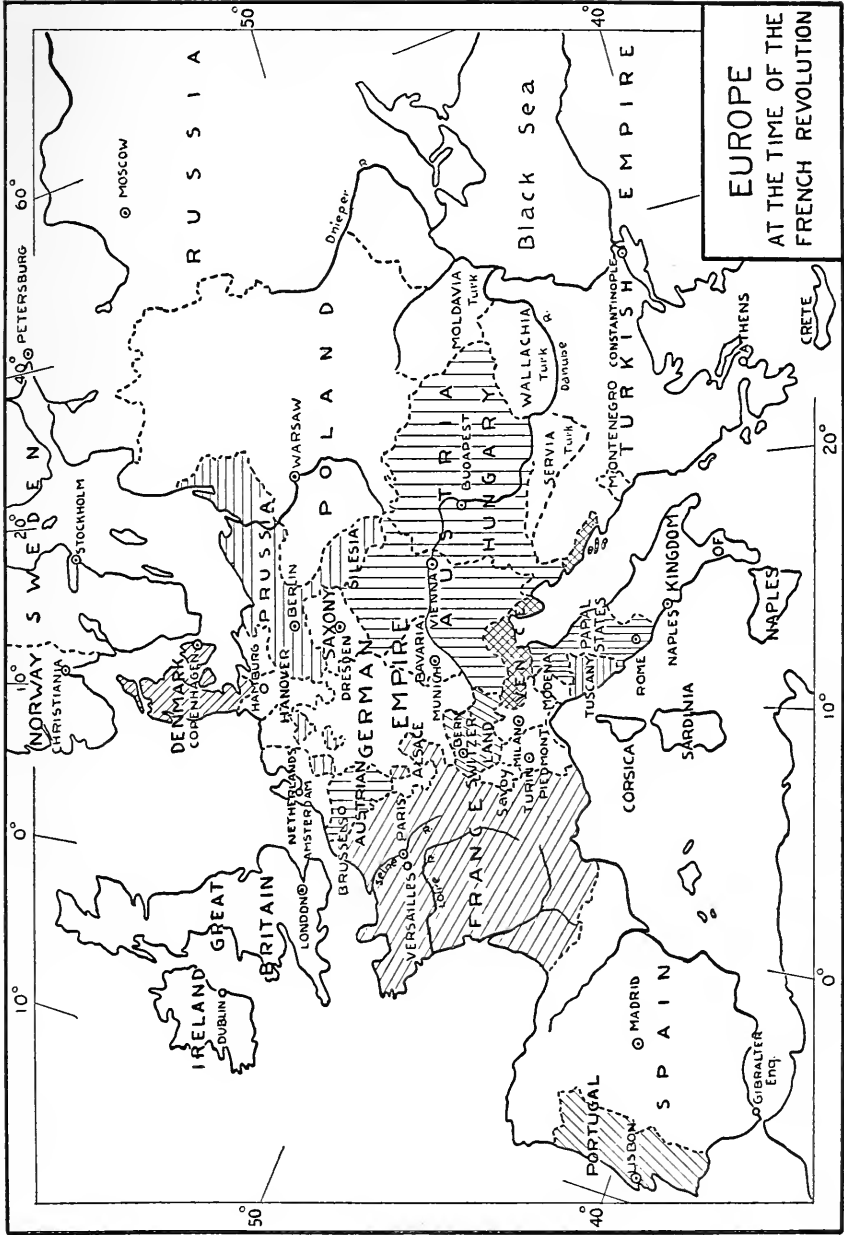 EUROPE
AT THE TIME OF THE
FRENCH REVOLUTION
10°
0°
10°
20°
40°
60°
50°
50°
40°
40°
0°
10°
20°
NORWAY
CHRISTIANIA
SWEDEN
STOCKHOLM
PETERSBURG
MOSCOW
RUSSIA
IRELAND
DUBLIN
GREAT
BRITAIN
LONDON
DENMARK
COPENHAGEN
HAMBURG
HANOVER
PRUSSIA
BERLIN
WARSAW
POLAND
Dnieper R.
NETHERLANDS
AMSTERDAM
BRUSSELS
AUSTRIAN
GERMAN
EMPIRE
SAXONY
DRESDEN
SILESIA
ALSACE
BAVARIA
MUNICH
VIENNA
AUSTRIA
HUNGARY
BUDAPEST
MOLDAVIA
Turk
WALLACHIA
Turk
Danube R.
SERVIA
Turk
Black Sea
PARIS
VERSAILLES
Seine R.
Loire R.
FRANCE
BERN
SWITZER
LAND
Savoy
MILANO
TURIN
PIEDMONT
VENICE
MODENA
TUSCANY
PAPAL
STATES
ROME
NAPLES
KINGDOM
OF
NAPLES
CORSICA
SARDINIA
MONTENEGRO
CONSTANTINOPLE
TURKISH EMPIRE
ATHENS
CRETE
PORTUGAL
LISBON
SPAIN
MADRID
GIBRALTER
Eng.